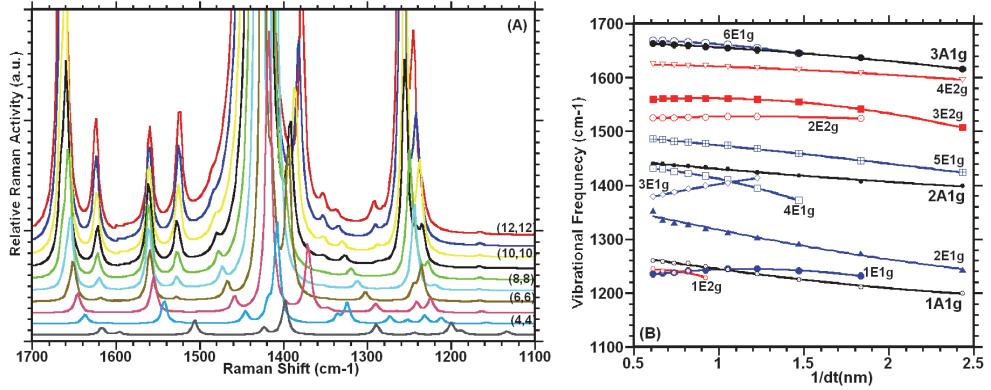 (A)
Relative Raman Activity (a.u.)
(12,12)
(10,10)
(8,8)
(6,6)
(4,4
1700 1600 1500 1400 1300 1200 1100
Raman Shift (cm-1)
Vibrational Frequnecy (cm-1)
1700
1600
1500
1400
1300
1200
1100
6E1g
3A1g
4E2g
3E2g
2E2g
5E1g
3E1g
2A1g
4E1g
2E1g
1E1g
1E2g
1A1g
(B)
0.5 1 1.5 2 2.5
1/dt(nm)